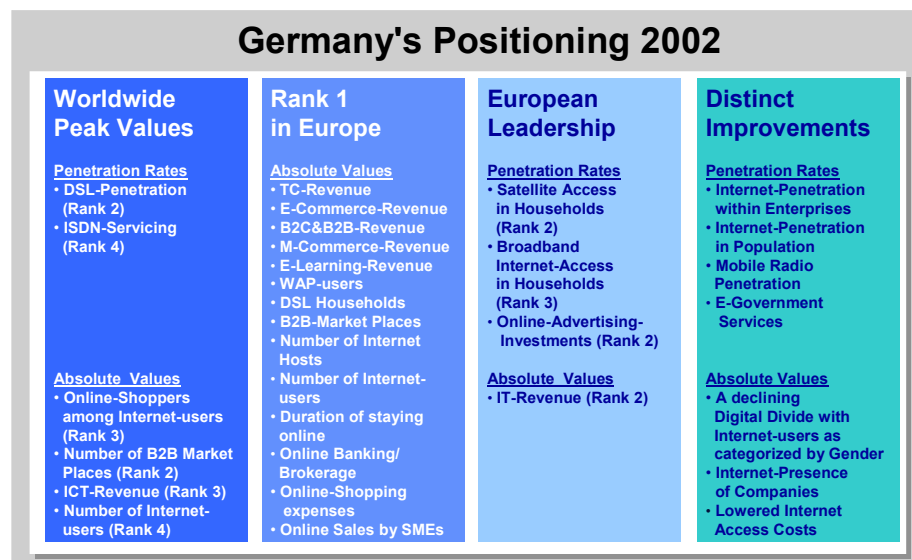 Germany's Positioning 2002
Worldwide
Peak Values
Penetration Rates
• DSL-Penetration
(Rank 2)
• ISDN-Servicing
(Rank 4)
Absolute Values
• Online-Shoppers
among Internet-users
(Rank 3)
• Number of B2B Market
Places (Rank 2)
• ICT-Revenue (Rank 3)
• Number of Internet-
users (Rank 4)
Rank 1
in Europe
Absolute Values
• TC-Revenue
• E-Commerce-Revenue
• B2C&B2B-Revenue
• M-Commerce-Revenue
• E-Learning-Revenue
• WAP-users
• DSL Households
• B2B-Market Places
• Number of Internet
Hosts
• Number of Internet-
users
• Duration of staying
online
• Online Banking/
Brokerage
• Online-Shopping
expenses
• Online Sales by SMEs
European
Leadership
Penetration Rates
• Satellite Access
in Households
(Rank 2)
• Broadband
Internet-Access
in Households
(Rank 3)
• Online-Advertising-
Investments (Rank 2)
Absolute Values
• IT-Revenue (Rank 2)
Distinct
Improvements
Penetration Rates
• Internet-Penetration
within Enterprises
• Internet-Penetration
in Population
• Mobile Radio
Penetration
• E-Government
Services
Absolute Values
• A declining
Digital Divide with
Internet-users as
categorized by Gender
• Internet-Presence
of Companies
• Lowered Internet
Access Costs